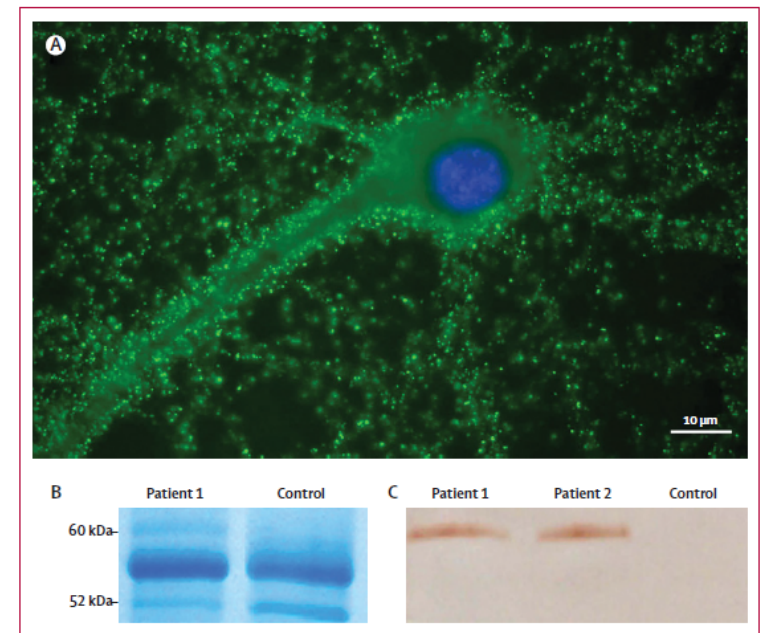 A
10 µm
B Patient 1 Control C Patient 1 Patient 2 Control
60 kDa
52 kDa